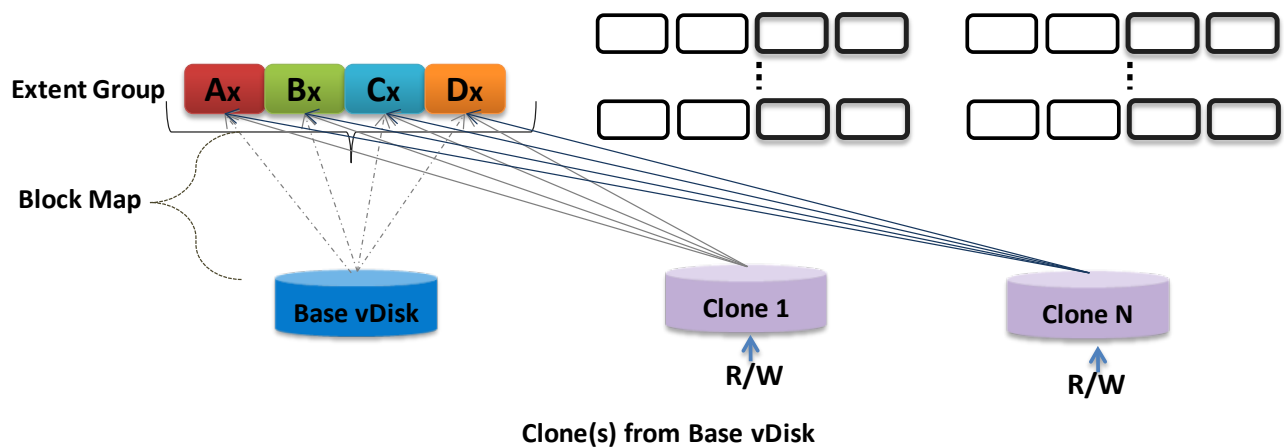 Extent Group
Ax Bx Cx Dx
Block Map
Base vDisk
Clone 1
Clone N
R/W
R/W
Clone(s) from Base vDisk